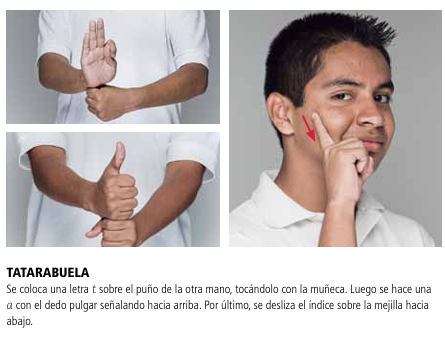 TATARABUELA
Se coloca una letra t sobre el puño de la otra mano, tocándolo con la muñeca. Luego se hace una
a con el dedo pulgar señalando hacia arriba. Por último, se desliza el índice sobre la mejilla hacia
abajo.